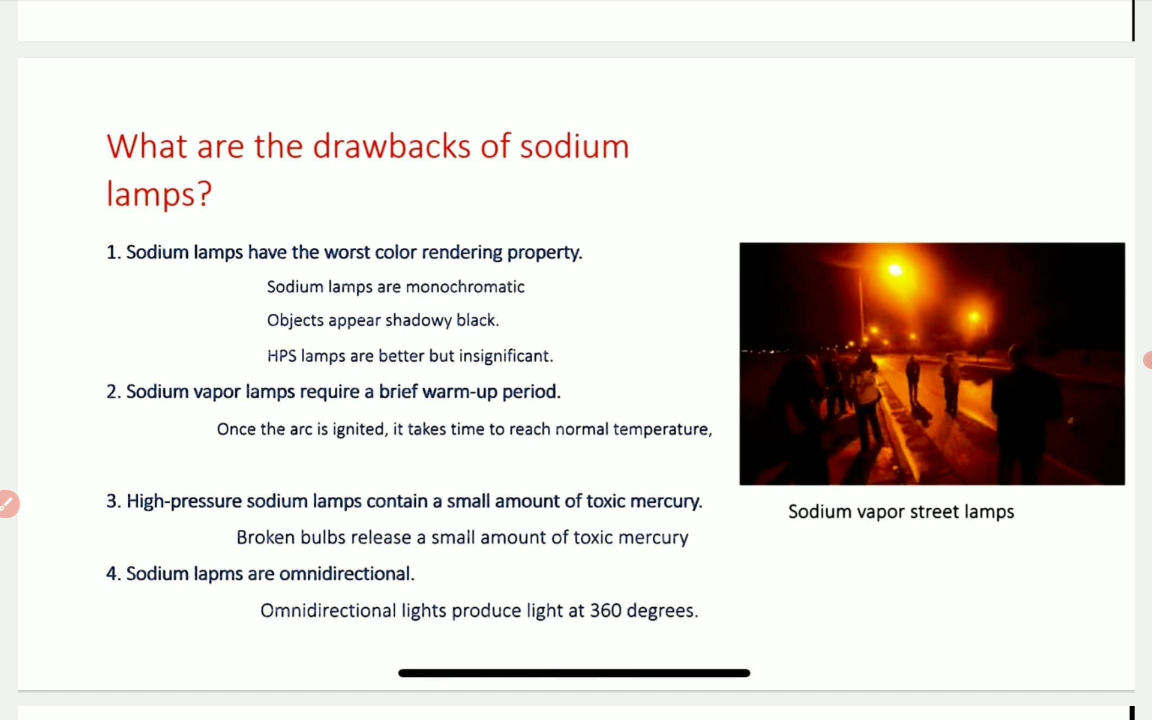 What are the drawbacks of sodium
lamps?
1. Sodium lamps have the worst color rendering property.
Sodium lamps are monochromatic
Objects appear shadowy black.
HPS lamps are better but insignificant.
2. Sodium vapor lamps require a brief warm-up period.
Once the arc is ignited, it takes time to reach normal temperature,
3. High-pressure sodium lamps contain a small amount of toxic mercury.
Broken bulbs release a small amount of toxic mercury
4. Sodium lapms are omnidirectional.
Omnidirectional lights produce light at 360 degrees.
Sodium vapor street lamps